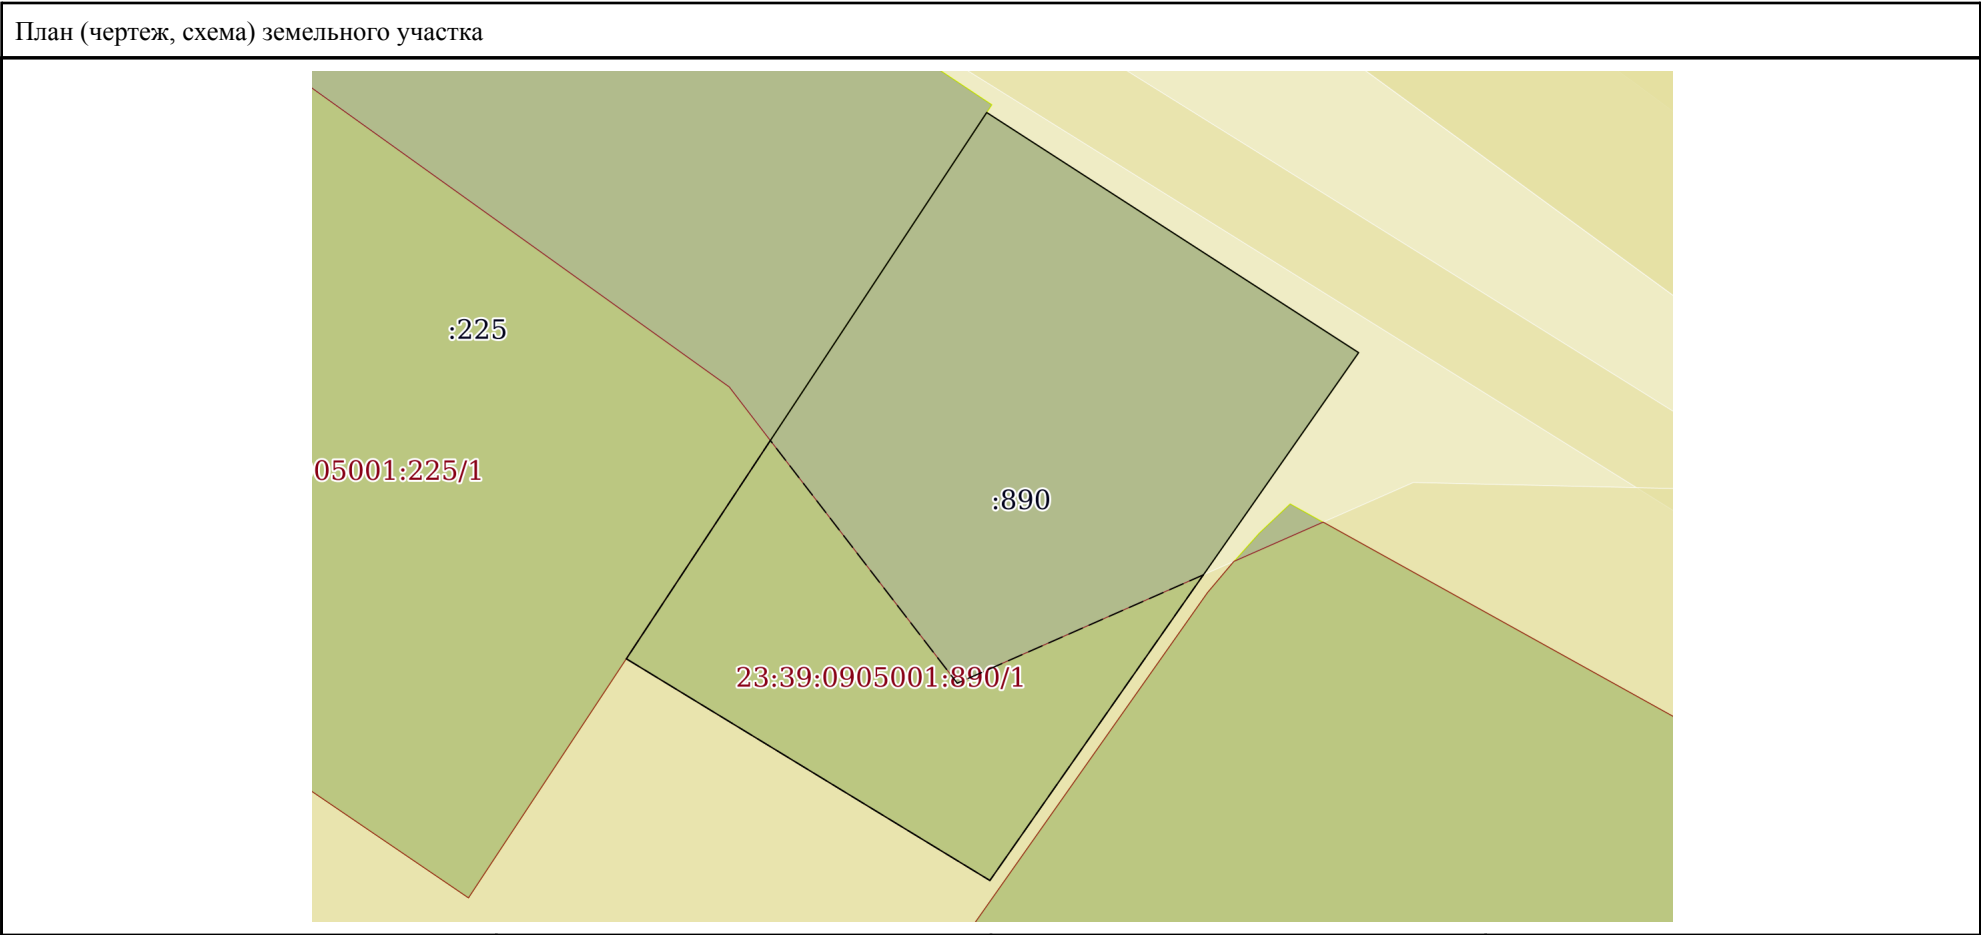 План (чертеж, схема) земельного участка
:225
05001:225/1
:890
23:39:0905001:890/1